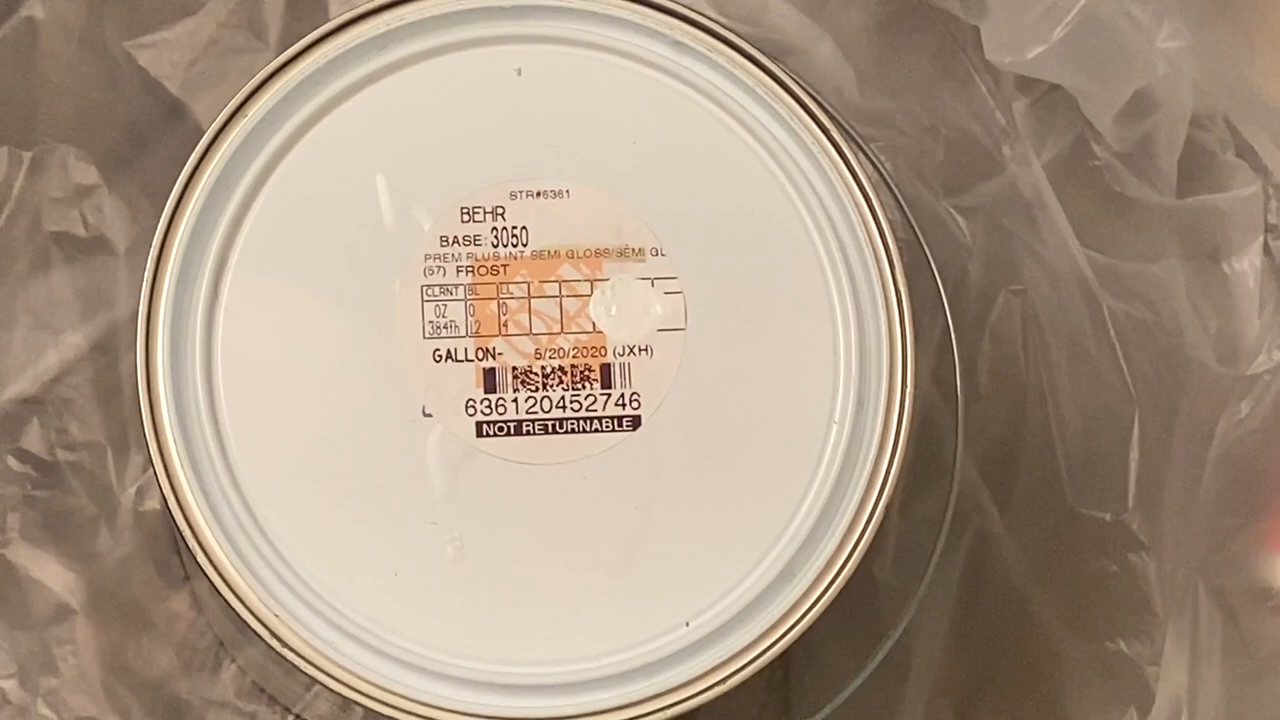 STR#6361
BEHR
BASE: 3050
PREM PLUS INT SEMI GLOSS/SEMI GL
(57) FROST
CLRNT BL LL
OZ 0 0
384th 12 4
GALLON- 5/20/2020 (JXH)
636120452746
NOT RETURNABLE